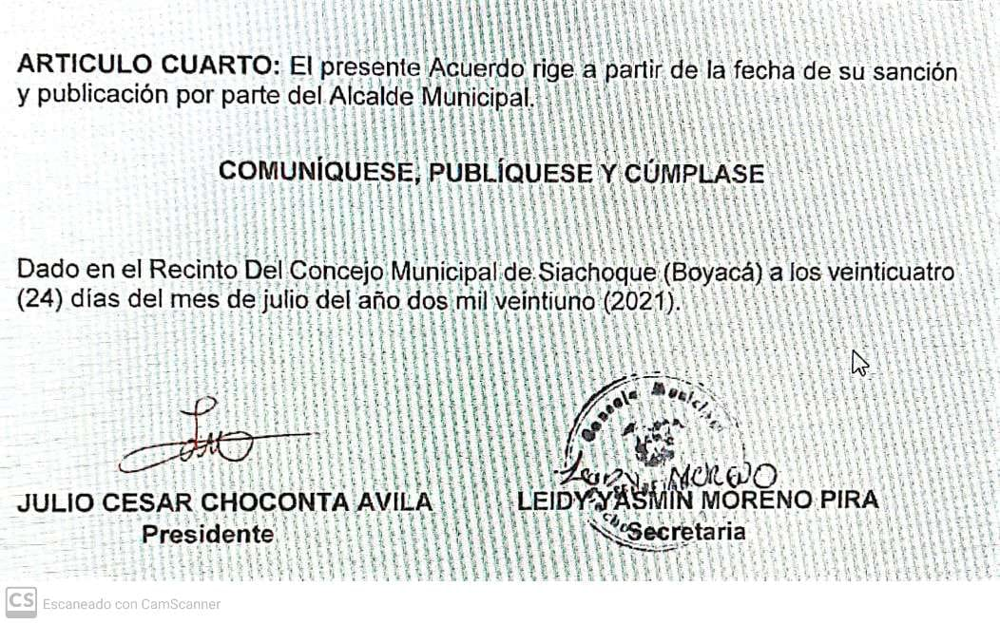 ARTICULO CUARTO: El presente Acuerdo rige a partir de la fecha de su sanción
y publicación por parte del Alcalde Municipal.
COMUNÍQUESE, PUBLÍQUESE Y CÚMPLASE
Dado en el Recinto Del Concejo Municipal de Siachoque (Boyacá) a los veinticuatro
(24) días del mes de julio del año dos mil veintiuno (2021).
Concejo Municipal
Leidy MORENO
JULIO CESAR CHOCONTA AVILA
LEIDY YASMIN MORENO PIRA
Presidente
Secretaria
CS Escaneado con CamScanner